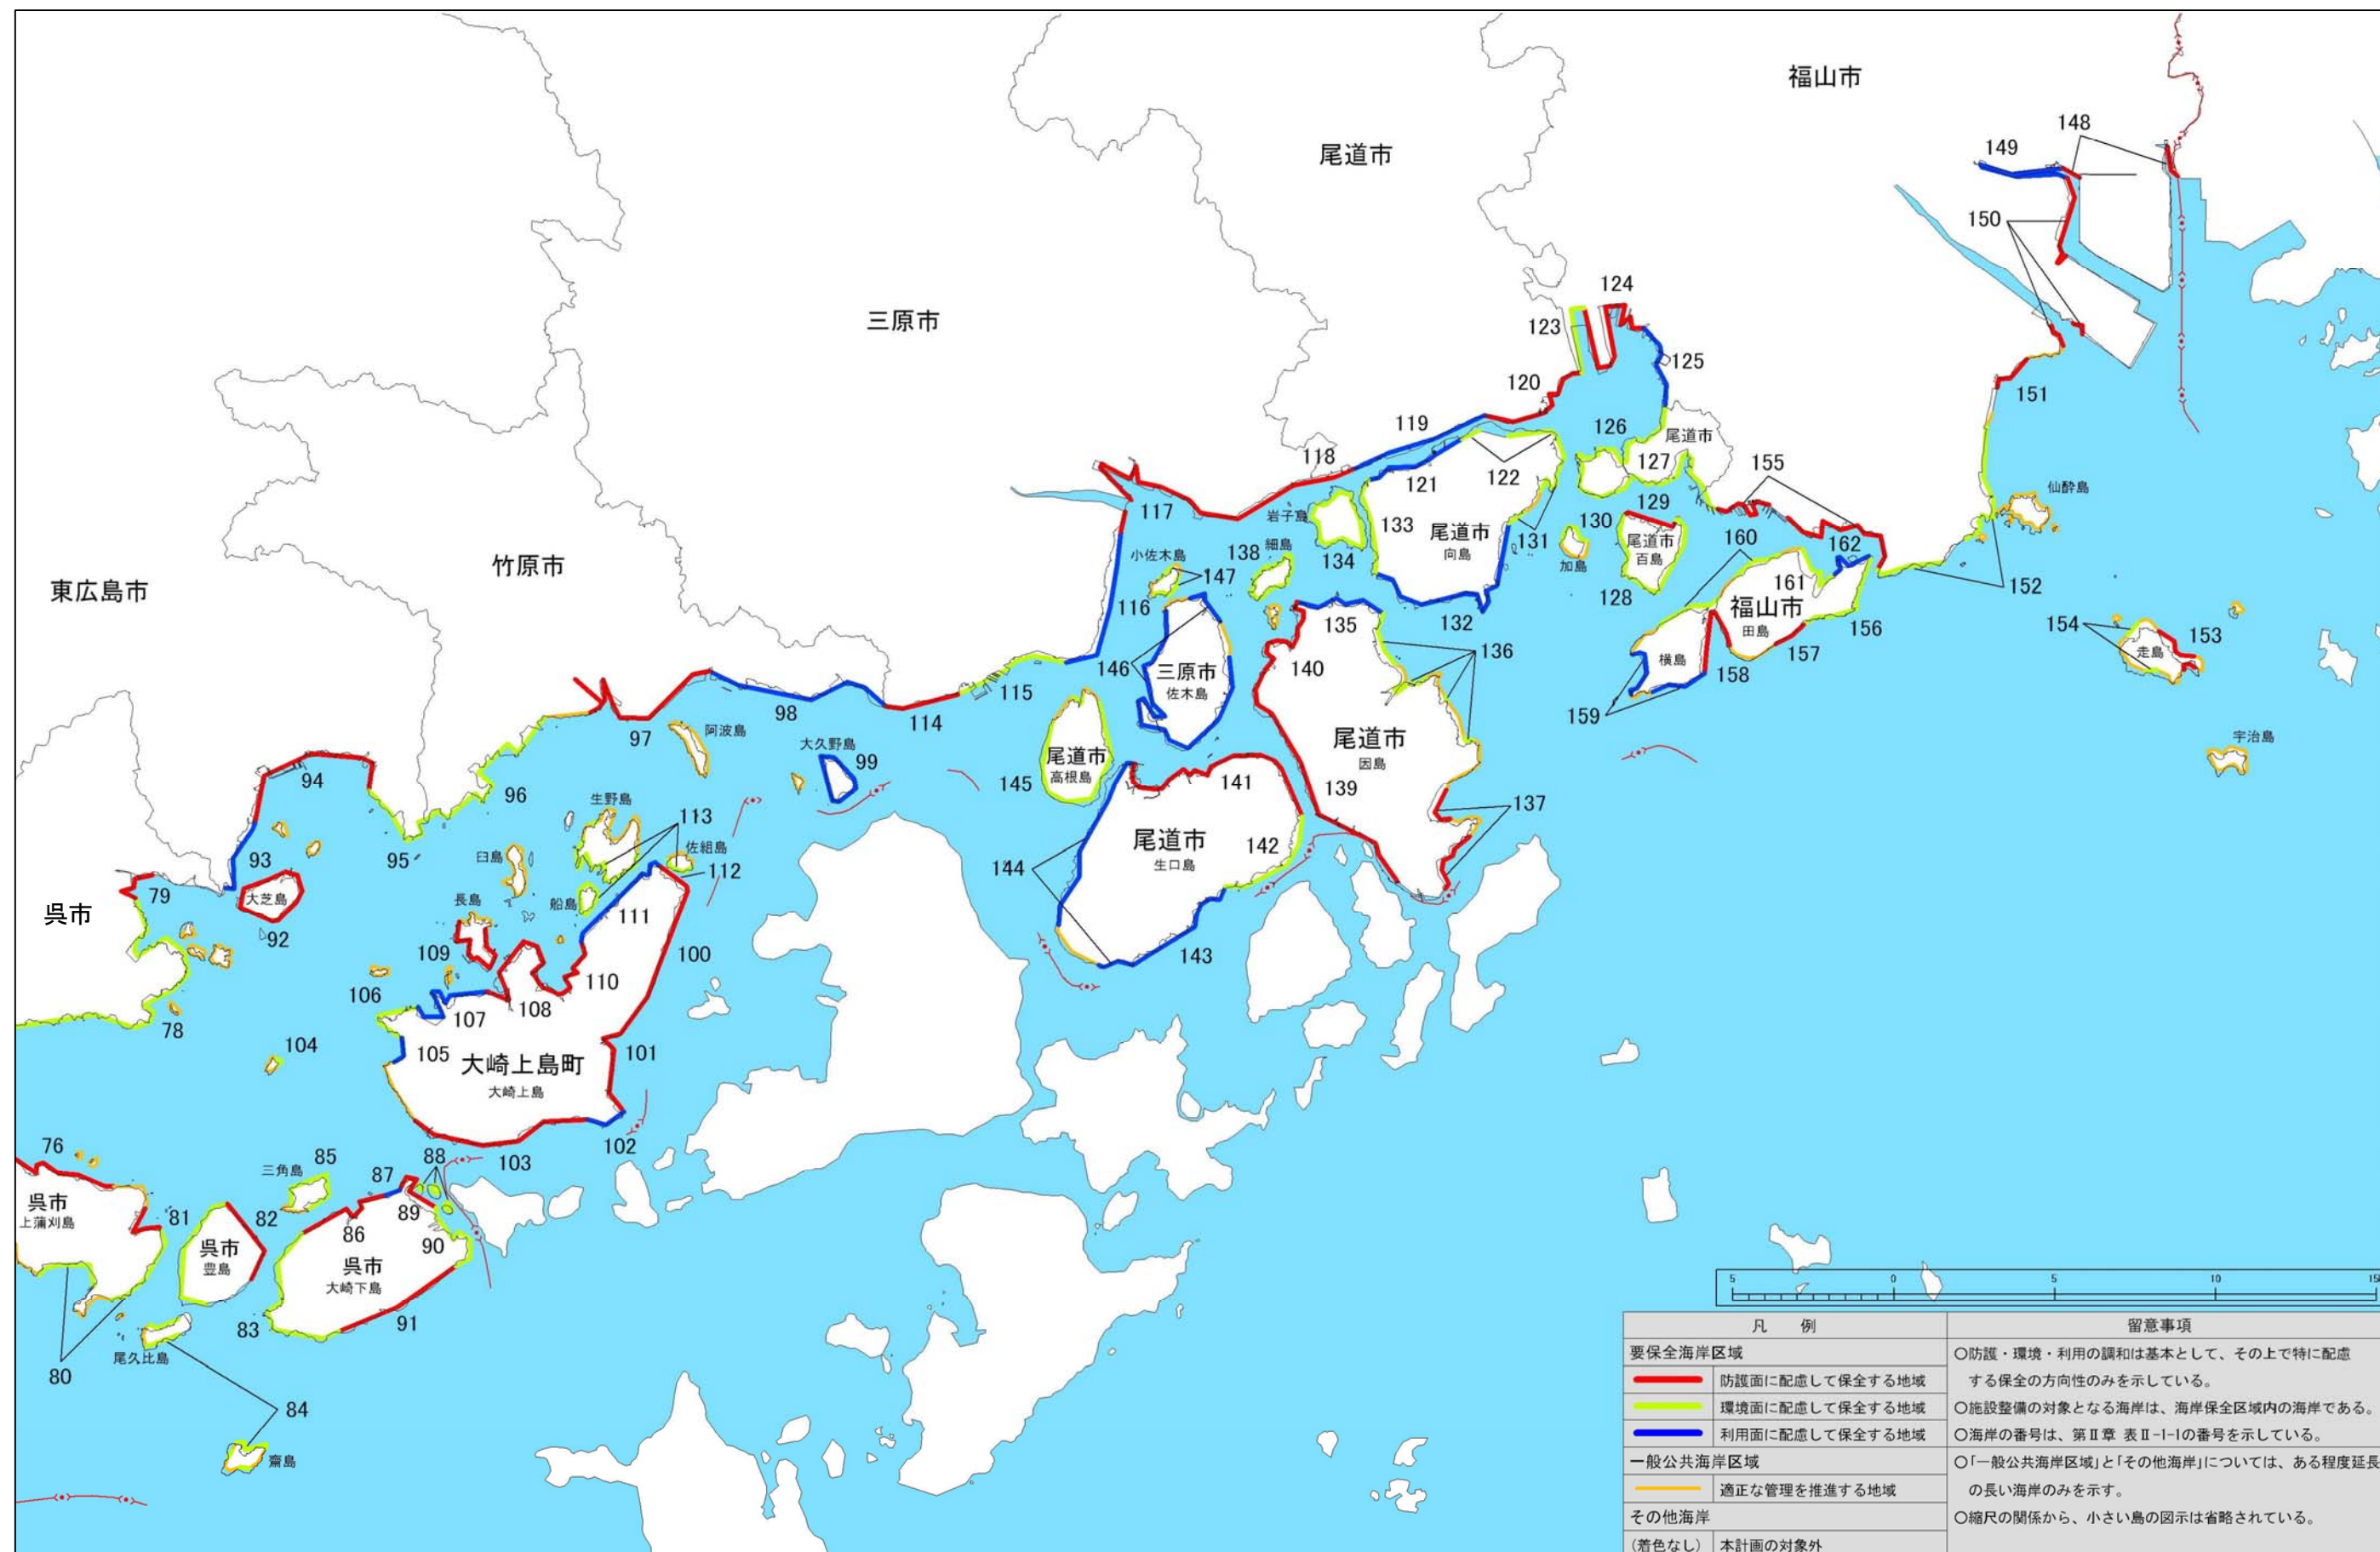 福山市
148
149
尾道市
150
124
三原市
123
125
120
151
119
126
尾道市
118
127
155
121
122
仙酔島
117
岩子島
133
尾道市
向島
129
130
尾道市
百島
160
162
131
小佐木島
138
細島
134
加島
竹原市
147
161
152
東広島市
116
128
福山市
田島
132
135
154
153
156
走島
146
三原市
佐木島
140
136
横島
157
158
115
159
98
114
97
阿波島
大久野島
尾道市
因島
宇治島
99
尾道市
高根島
94
145
141
139
96
生野島
137
113
尾道市
生口島
142
佐組島
93
95
臼島
112
144
79
大芝島
長島
船島
呉市
111
92
109
100
143
110
106
108
107
78
104
105
101
大崎上島町
大崎上島
102
76
85
88
103
三角島
87
呉市
上蒲刈島
81
82
89
86
90
呉市
豊島
呉市
大崎下島
5
0
5
10
15
83
91
凡 例
留意事項
尾久比島
要保全海岸区域
○防護・環境・利用の調和は基本として、その上で特に配慮
80
防護面に配慮して保全する地域
する保全の方向性のみを示している。
84
環境面に配慮して保全する地域
○施設整備の対象となる海岸は、海岸保全区域内の海岸である。
利用面に配慮して保全する地域
○海岸の番号は、第Ⅱ章 表Ⅱ-1-1の番号を示している。
齋島
一般公共海岸区域
○「一般公共海岸区域」と「その他海岸」については、ある程度延長
適正な管理を推進する地域
の長い海岸のみを示す。
その他海岸
○縮尺の関係から、小さい島の図示は省略されている。
(着色なし)
本計画の対象外